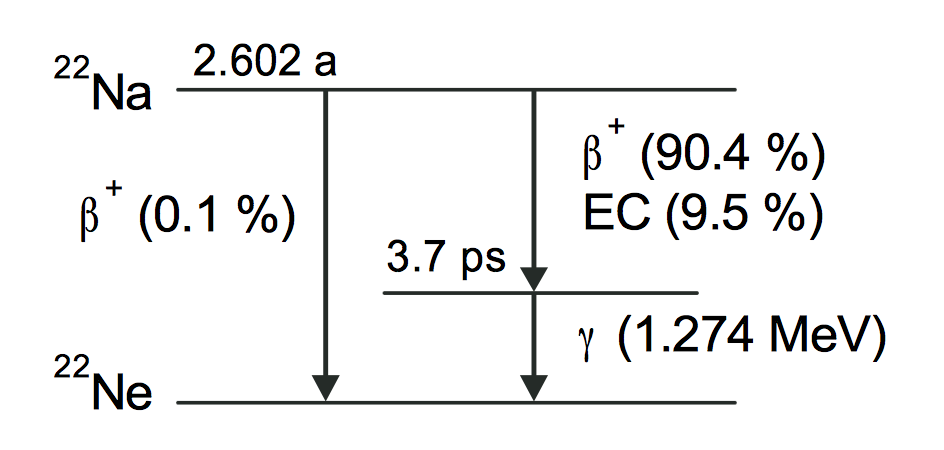 2.602 a
²²Na
β⁺ (90.4 %)
EC (9.5 %)
β⁺ (0.1 %)
3.7 ps
γ (1.274 MeV)
²²Ne